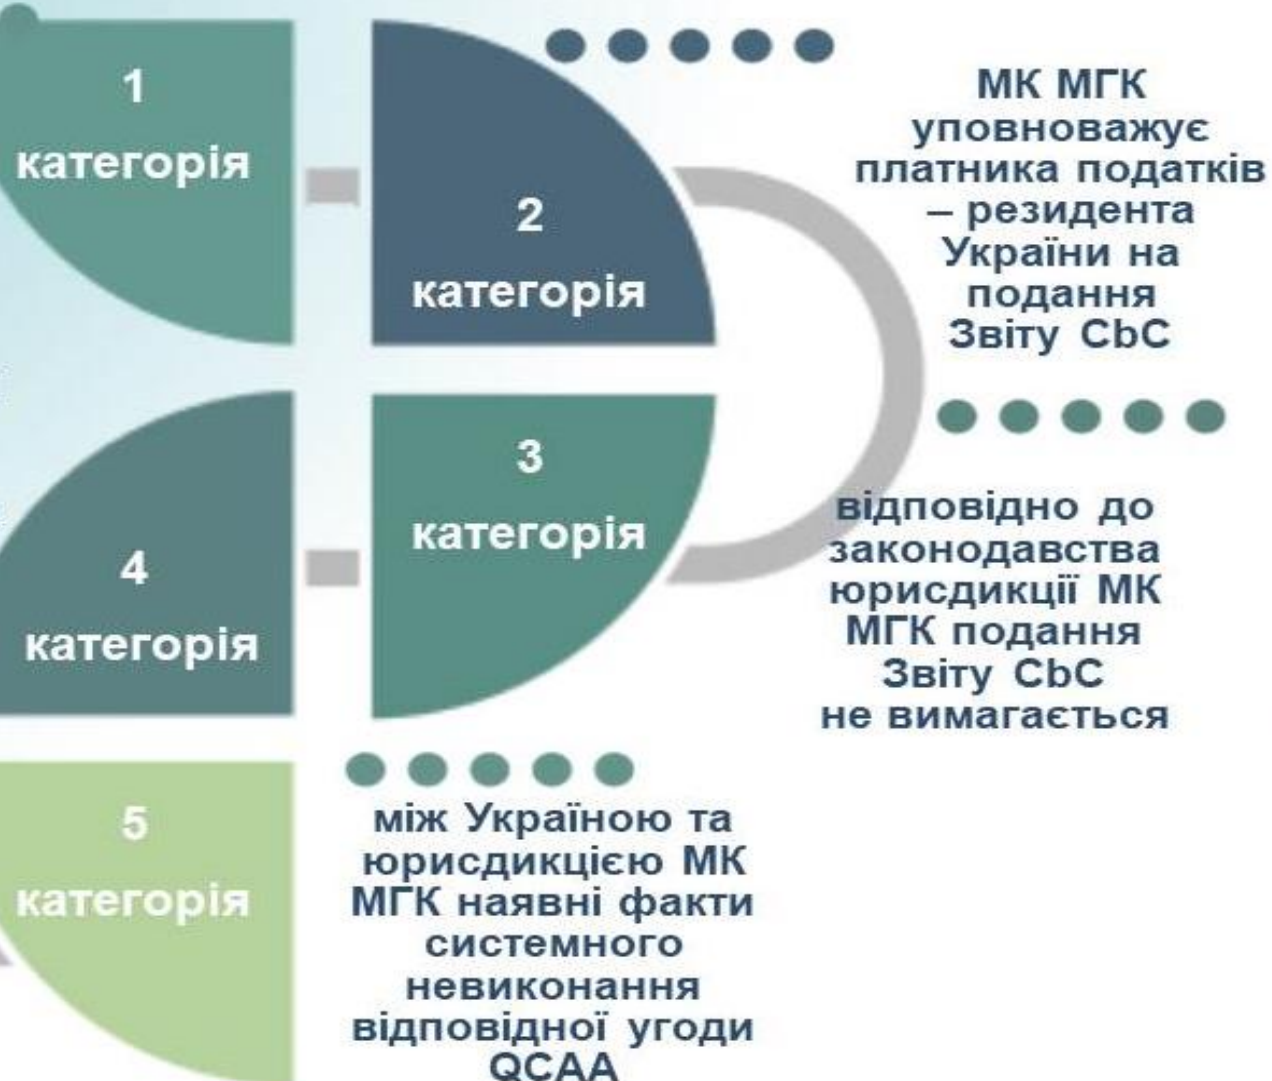 1
категорія
2
категорія
МК МГК
уповноважує
платника податків
– резидента
України на
подання
Звіту CbC
3
категорія
відповідно до
законодавства
юрисдикції МК
МГК подання
Звіту CbC
не вимагається
4
категорія
5
категорія
між Україною та
юрисдикцією МК
МГК наявні факти
системного
невиконання
відповідної угоди
QCAA